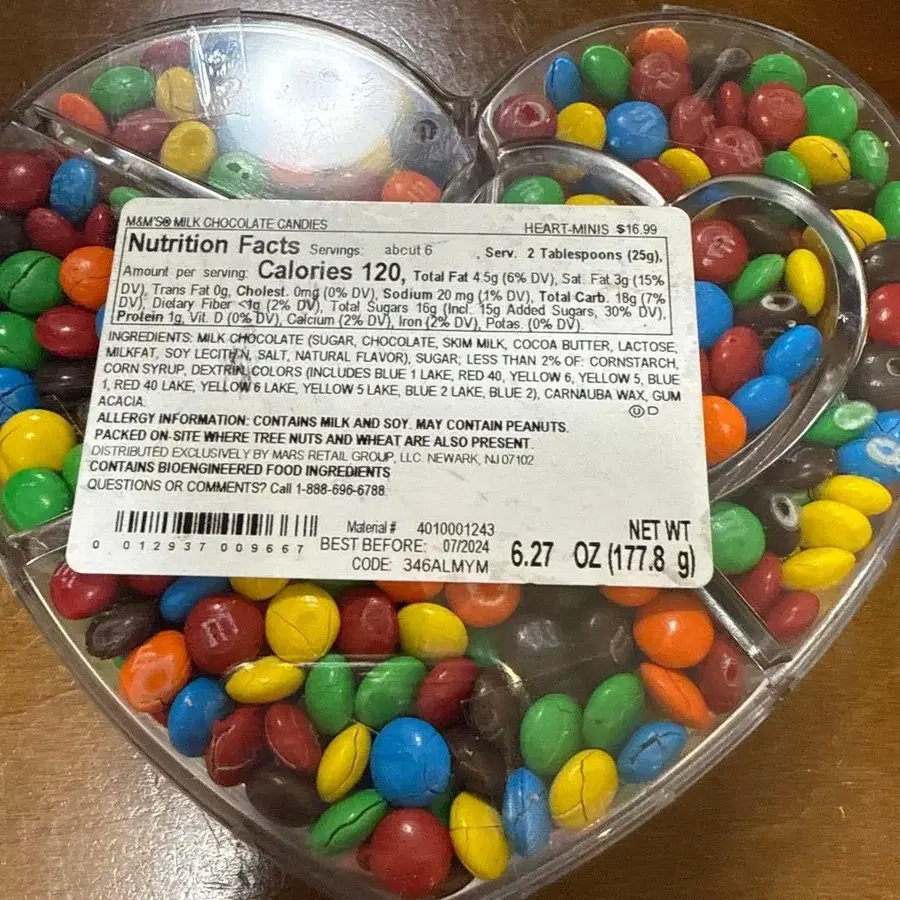 M&M'S® MILK CHOCOLATE CANDIES HEART-MINIS $16.99
Nutrition Facts Servings: about 6 , Serv. 2 Tablespoons (25g),
Amount per serving: Calories 120, Total Fat 4.5g (6% DV), Sat. Fat 3g (15%
DV), Trans Fat 0g, Cholest. 0mg (0% DV), Sodium 20 mg (1% DV), Total Carb. 18g (7%
DV), Dietary Fiber <1g (2% DV), Total Sugars 16g (Incl. 15g Added Sugars, 30% DV),
Protein 1g, Vit. D (0% DV), Calcium (2% DV), Iron (2% DV), Potas. (0% DV).
INGREDIENTS: MILK CHOCOLATE (SUGAR, CHOCOLATE, SKIM MILK, COCOA BUTTER, LACTOSE,
MILKFAT, SOY LECITHIN, SALT, NATURAL FLAVOR), SUGAR; LESS THAN 2% OF: CORNSTARCH,
CORN SYRUP, DEXTRIN, COLORS (INCLUDES BLUE 1 LAKE, RED 40, YELLOW 6, YELLOW 5, BLUE
1, RED 40 LAKE, YELLOW 6 LAKE, YELLOW 5 LAKE, BLUE 2 LAKE, BLUE 2), CARNAUBA WAX, GUM
ACACIA.
Ⓤ D
ALLERGY INFORMATION: CONTAINS MILK AND SOY. MAY CONTAIN PEANUTS.
PACKED ON-SITE WHERE TREE NUTS AND WHEAT ARE ALSO PRESENT.
DISTRIBUTED EXCLUSIVELY BY MARS RETAIL GROUP, LLC. NEWARK, NJ 07102
CONTAINS BIOENGINEERED FOOD INGREDIENTS
QUESTIONS OR COMMENTS? Call 1-888-696-6788.
0 012937 009667
Material # 4010001243
BEST BEFORE: 07/2024
CODE: 346ALMYM
NET WT
6.27 OZ (177.8 g)